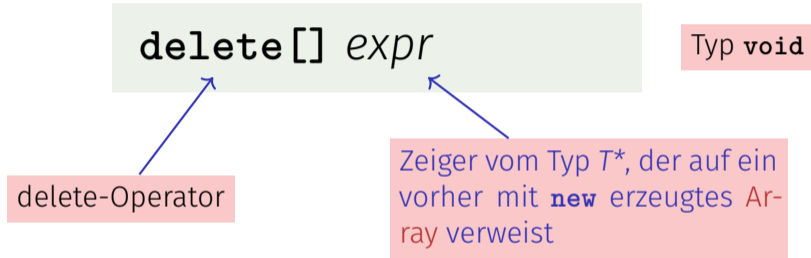 delete[] expr
Typ void
delete-Operator
Zeiger vom Typ T*, der auf ein
vorher mit new erzeugtes Ar-
ray verweist